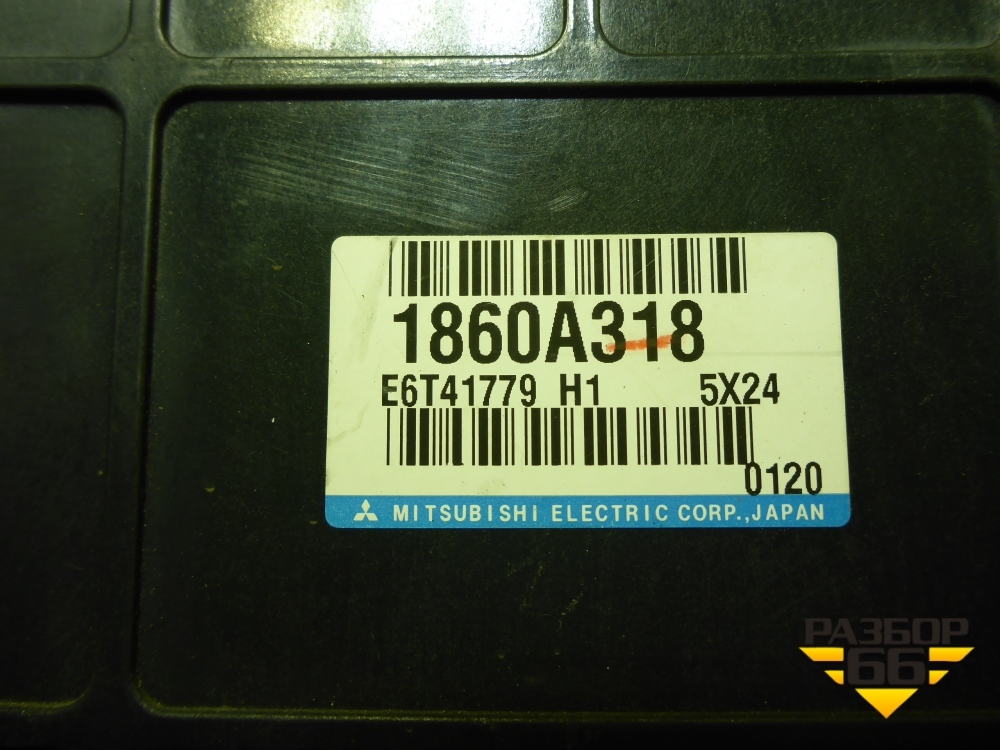 1860A318
E6T41779 H1 5X24
0120
MITSUBISHI ELECTRIC CORP.,JAPAN
РАЗБОР
66